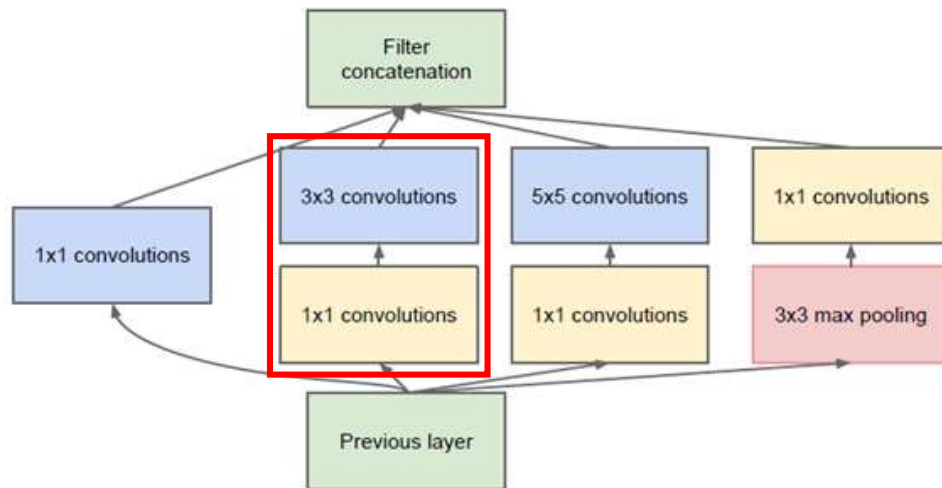 Filter
concatenation
3x3 convolutions
5x5 convolutions
1x1 convolutions
1x1 convolutions
1x1 convolutions
1x1 convolutions
3x3 max pooling
Previous layer